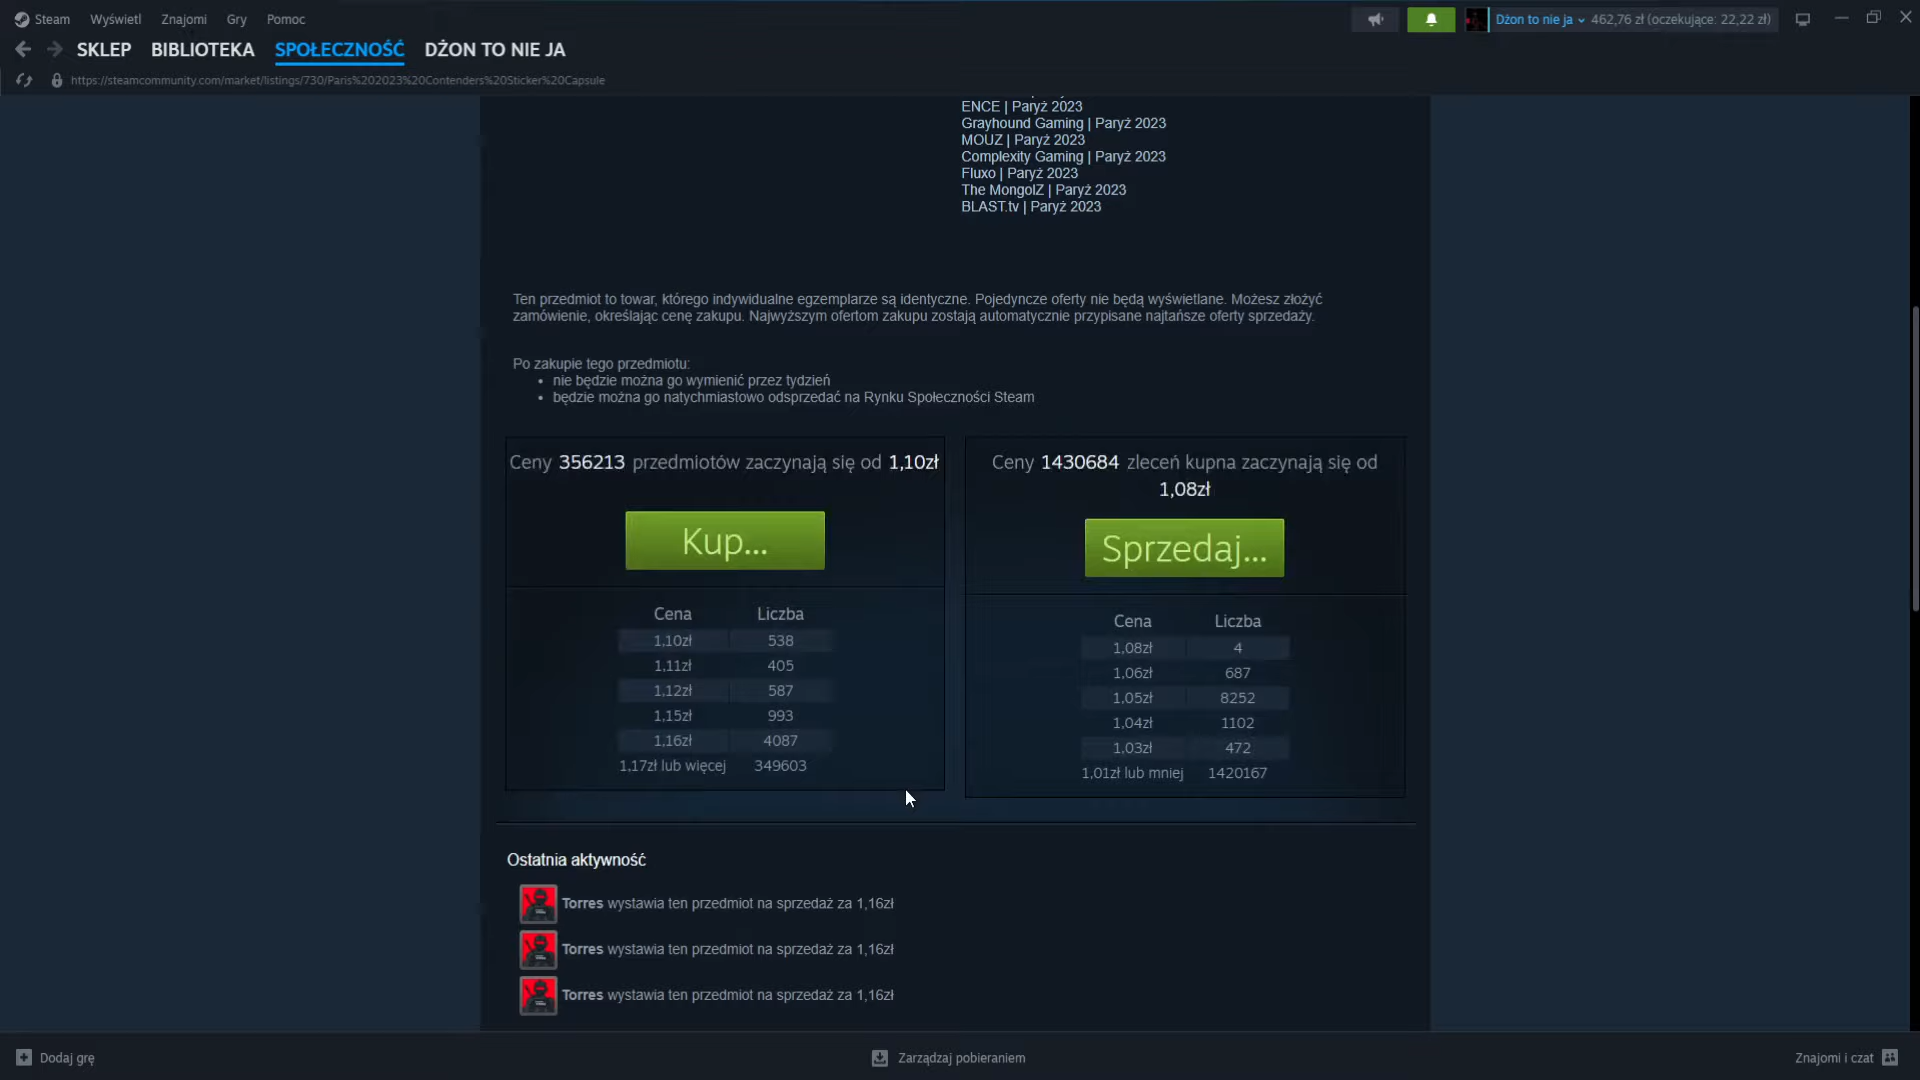 Steam Wyświetl Znajomi Gry Pomoc
Dżon to nie ja 462,76 zł (oczekujące: 22,22 zł)
SKLEP BIBLIOTEKA SPOŁECZNOŚĆ DŻON TO NIE JA
https://steamcommunity.com/market/listings/730/Paris%202023%20Contenders%20Sticker%20Capsule
ENCE | Paryż 2023
Grayhound Gaming | Paryż 2023
MOUZ | Paryż 2023
Complexity Gaming | Paryż 2023
Fluxo | Paryż 2023
The MongolZ | Paryż 2023
BLAST.tv | Paryż 2023
Ten przedmiot to towar, którego indywidualne egzemplarze są identyczne. Pojedyncze oferty nie będą wyświetlane. Możesz złożyć
zamówienie, określając cenę zakupu. Najwyższym ofertom zakupu zostają automatycznie przypisane najtańsze oferty sprzedaży.
Po zakupie tego przedmiotu:
• nie będzie można go wymienić przez tydzień
• będzie można go natychmiastowo odsprzedać na Rynku Społeczności Steam
Ceny 356213 przedmiotów zaczynają się od 1,10zł
Kup...
Cena Liczba
1,10zł 538
1,11zł 405
1,12zł 587
1,15zł 993
1,16zł 4087
1,17zł lub więcej 349603
Ceny 1430684 zleceń kupna zaczynają się od
1,08zł
Sprzedaj...
Cena Liczba
1,08zł 4
1,06zł 687
1,05zł 8252
1,04zł 1102
1,03zł 472
1,01zł lub mniej 1420167
Ostatnia aktywność
Torres wystawia ten przedmiot na sprzedaż za 1,16zł
Torres wystawia ten przedmiot na sprzedaż za 1,16zł
Torres wystawia ten przedmiot na sprzedaż za 1,16zł
Dodaj grę
Zarządzaj pobieraniem
Znajomi i czat